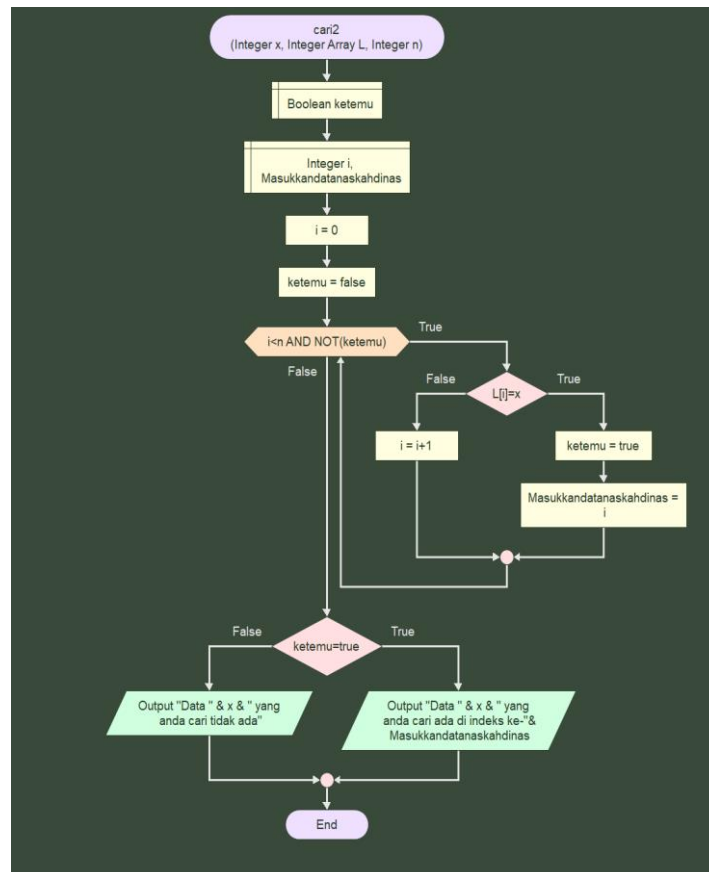 cari2
(Integer x, Integer Array L, Integer n)
Boolean ketemu
Integer i,
Masukkandatanaskahdinas
i = 0
ketemu = false
i<n AND NOT(ketemu)
True
False
L[i]=x
False
True
i = i+1
ketemu = true
Masukkandatanaskahdinas =
i
ketemu=true
False
True
Output "Data " & x & " yang
anda cari tidak ada"
Output "Data " & x & " yang
anda cari ada di indeks ke-"&
Masukkandatanaskahdinas
End